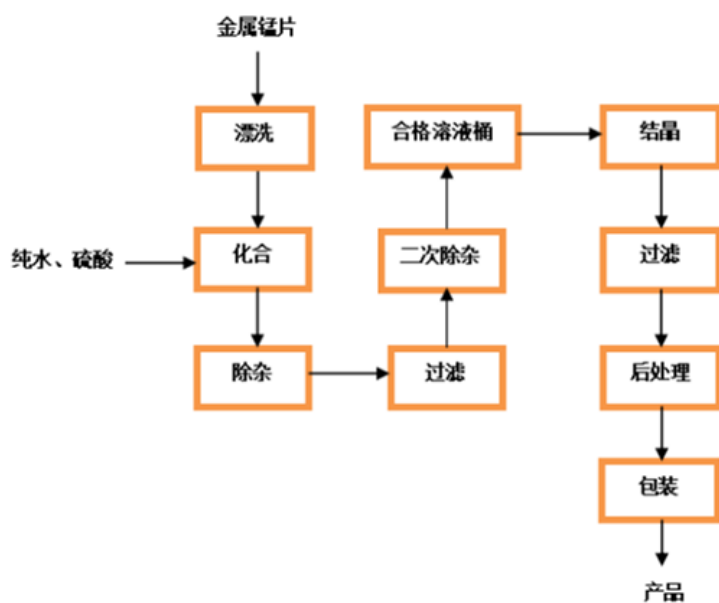 金属锰片
漂洗
纯水、硫酸
化合
除杂
过滤
二次除杂
合格溶液桶
结晶
过滤
后处理
包装
产品